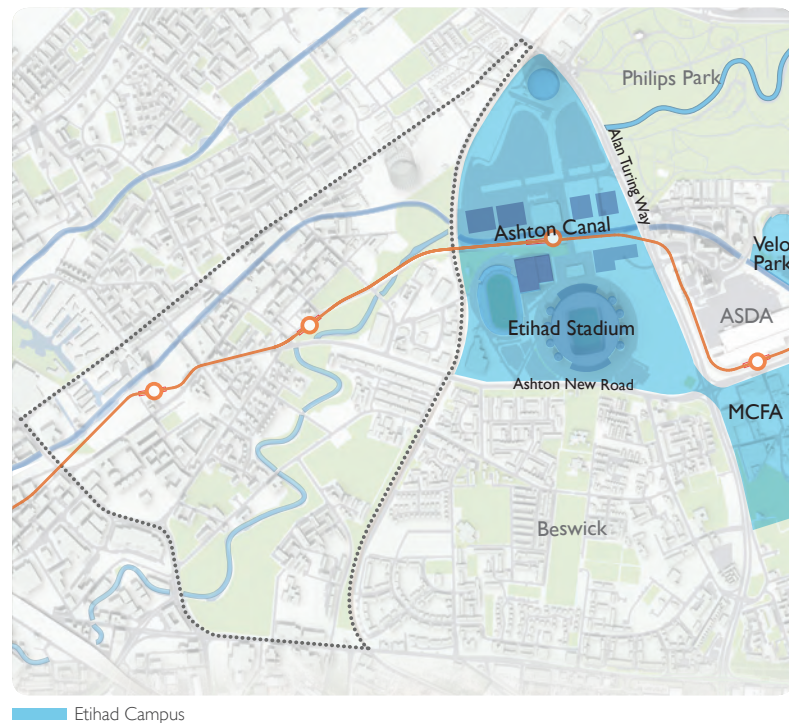 Philips Park
Alan Turing Way
Ashton Canal
Velo
Park
ASDA
Etihad Stadium
Ashton New Road
MCFA
Beswick
Etihad Campus